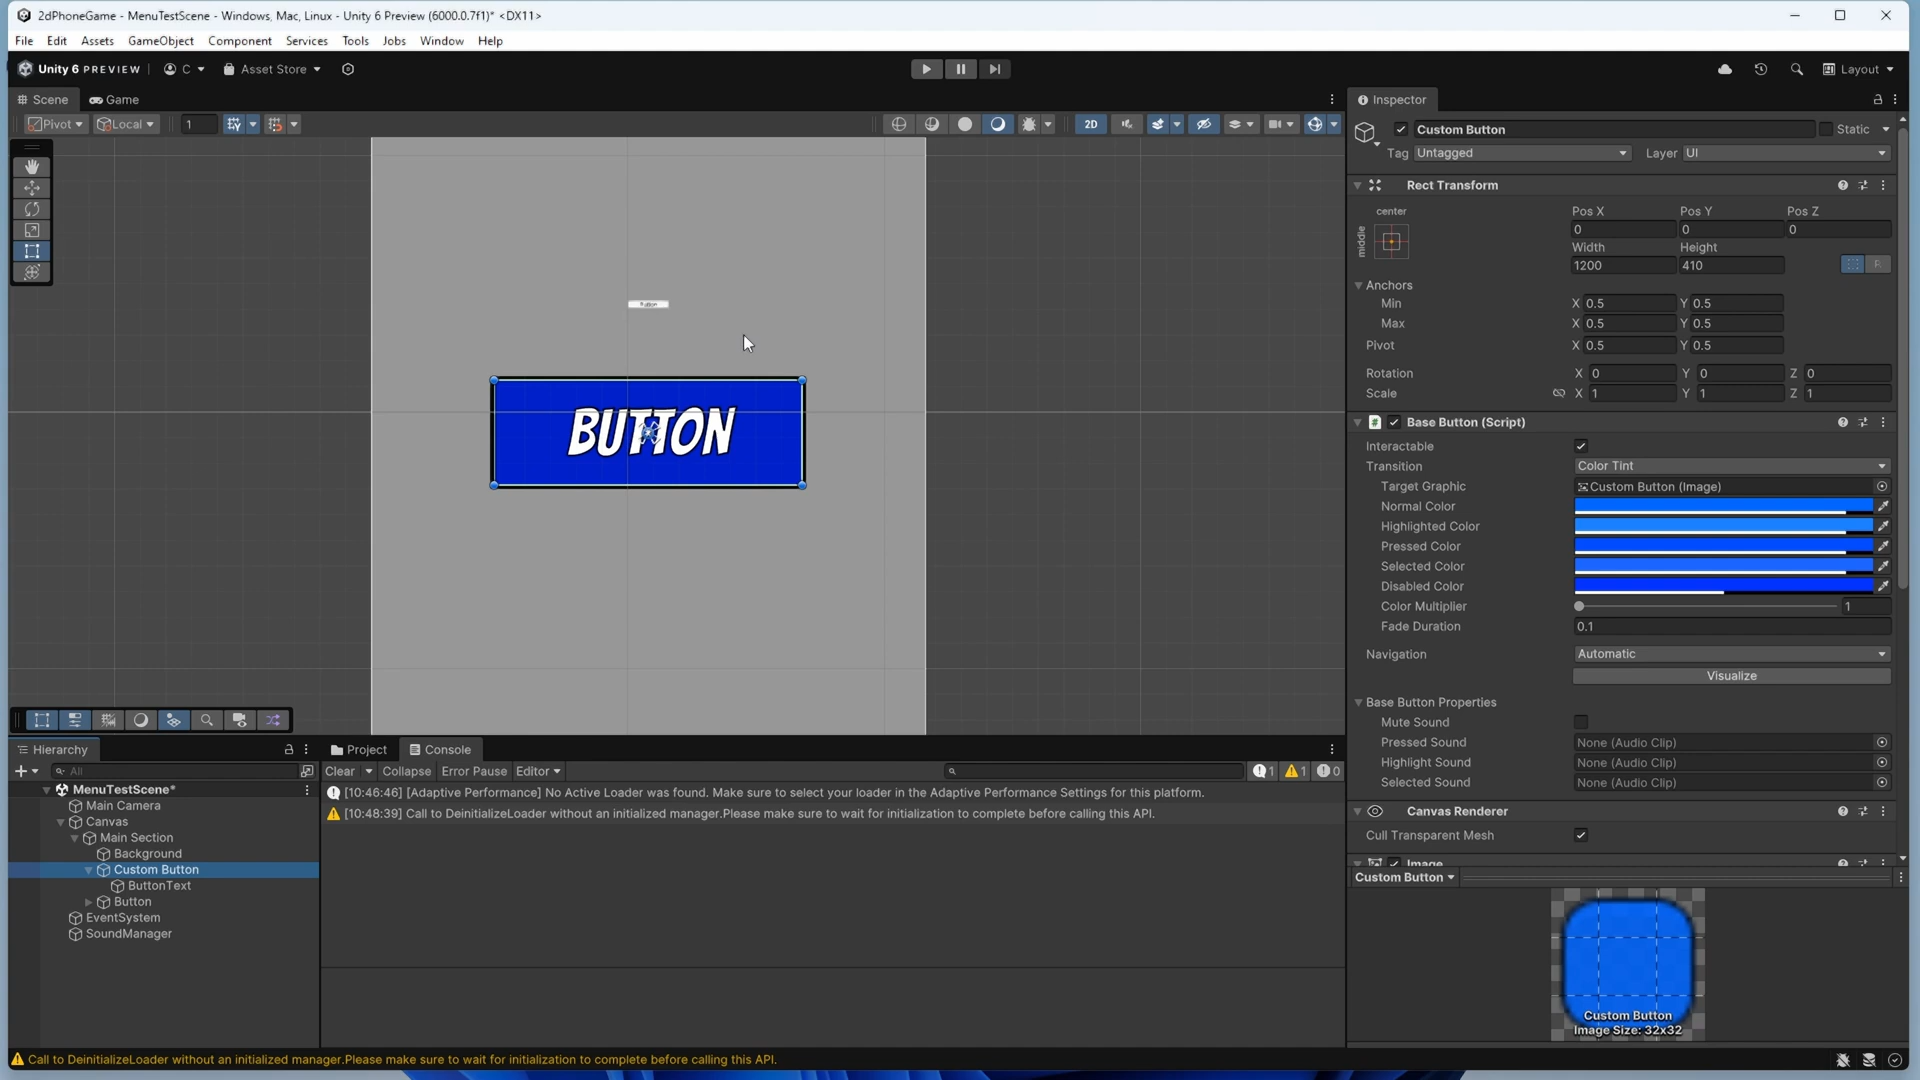 2dPhoneGame - MenuTestScene - Windows, Mac, Linux - Unity 6 Preview (6000.0.7f1)* <DX11>
File Edit Assets GameObject Component Services Tools Jobs Window Help
Unity 6 PREVIEW C Asset Store Layout
Scene Game
Pivot Local 1 2D
Button
BUTTON
Inspector
Custom Button Static
Tag Untagged Layer UI
Rect Transform
center Pos X Pos Y Pos Z
middle 0 0 0
Width Height
1200 410 R
Anchors
Min X 0.5 Y 0.5
Max X 0.5 Y 0.5
Pivot X 0.5 Y 0.5
Rotation X 0 Y 0 Z 0
Scale X 1 Y 1 Z 1
# Base Button (Script)
Interactable
Transition Color Tint
Target Graphic Custom Button (Image)
Normal Color
Highlighted Color
Pressed Color
Selected Color
Disabled Color
Color Multiplier 1
Fade Duration 0.1
Navigation Automatic
Visualize
Base Button Properties
Mute Sound
Pressed Sound None (Audio Clip)
Highlight Sound None (Audio Clip)
Selected Sound None (Audio Clip)
Canvas Renderer
Cull Transparent Mesh
Image
Custom Button
Custom Button
Image Size: 32x32
Hierarchy
All
MenuTestScene*
Main Camera
Canvas
Main Section
Background
Custom Button
ButtonText
Button
EventSystem
SoundManager
Project Console
Clear Collapse Error Pause Editor 1 1 0
[10:46:46] [Adaptive Performance] No Active Loader was found. Make sure to select your loader in the Adaptive Performance Settings for this platform.
[10:48:39] Call to DeinitializeLoader without an initialized manager.Please make sure to wait for initialization to complete before calling this API.
Call to DeinitializeLoader without an initialized manager.Please make sure to wait for initialization to complete before calling this API.